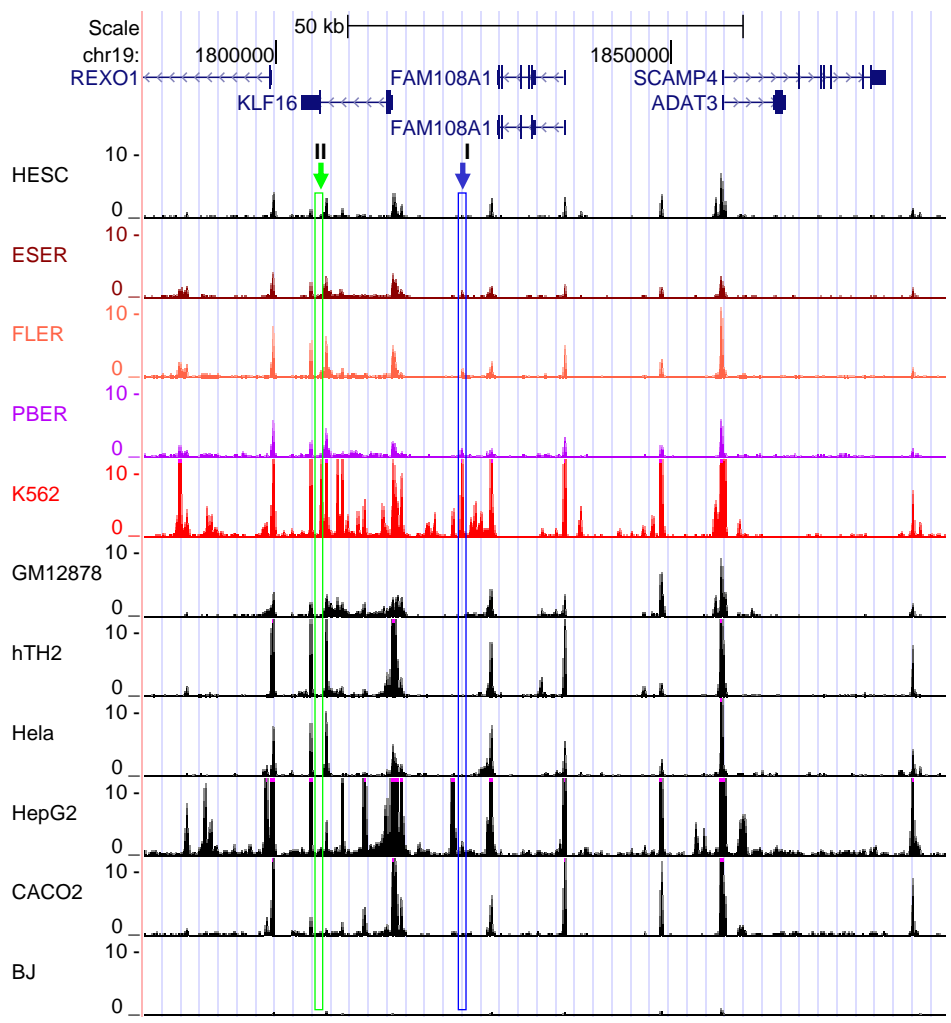 Scale 50 kb
chr19: 1800000 1850000
REXO1 FAM108A1 SCAMP4
KLF16 ADAT3
FAM108A1
10 -
II I
HESC
0 _
10 -
ESER
0 _
10 -
FLER
0 _
10 -
PBER
0 _
10 -
K562
0 _
10 -
GM12878
0 _
10 -
hTH2
0 _
10 -
Hela
0 _
10 -
HepG2
0 _
10 -
CACO2
0 _
10 -
BJ
0 _